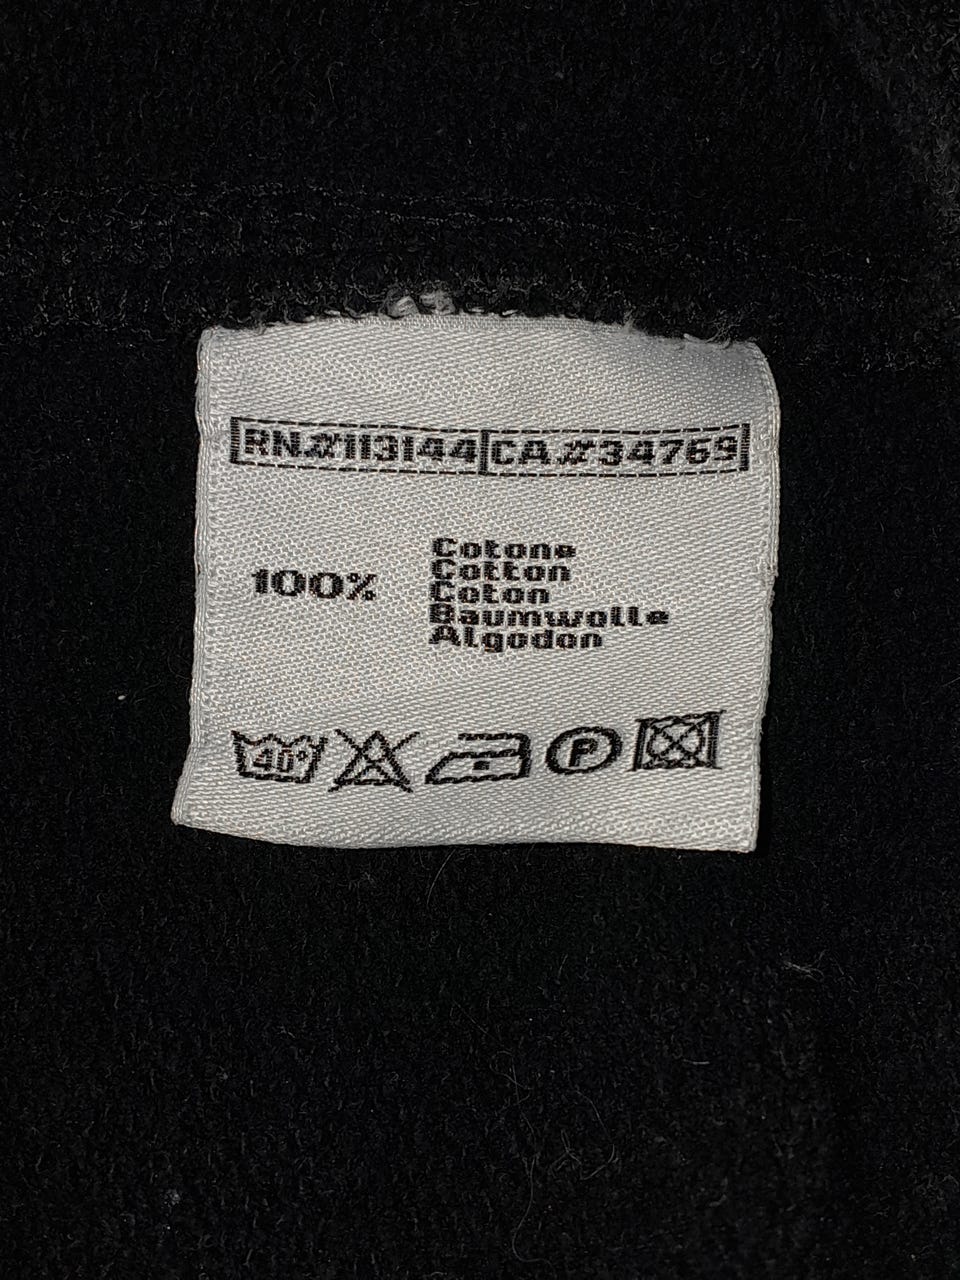 RN#113144 CA#34769
100%
Cotone
Cotton
Coton
Baumwolle
Algodon
40° P